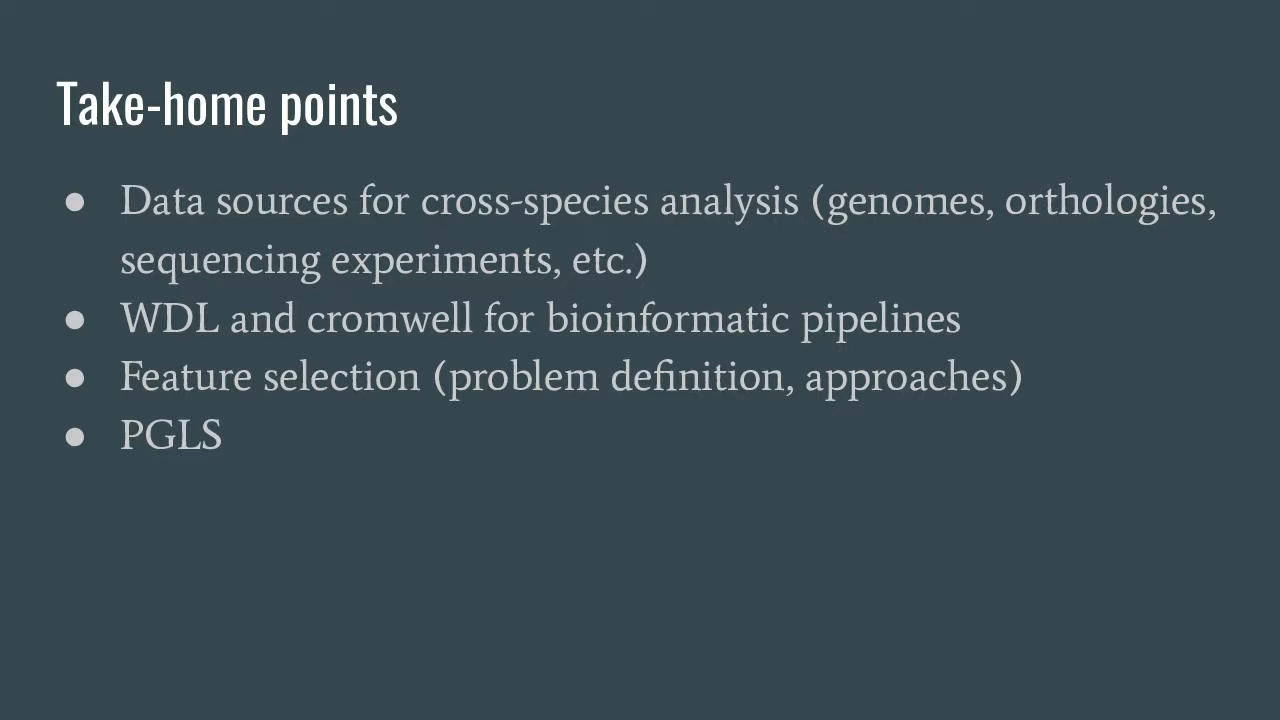 Take-home points
● Data sources for cross-species analysis (genomes, orthologies,
sequencing experiments, etc.)
● WDL and cromwell for bioinformatic pipelines
● Feature selection (problem definition, approaches)
● PGLS